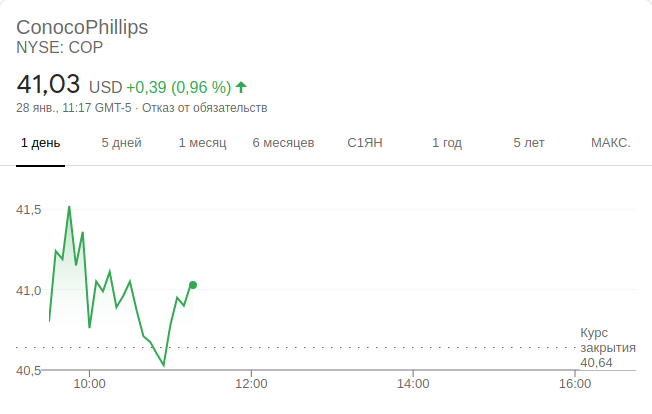 ConocoPhillips
NYSE: COP
41,03 USD +0,39 (0,96 %)
28 янв., 11:17 GMT-5 · Отказ от обязательств
1 день 5 дней 1 месяц 6 месяцев С1ЯН 1 год 5 лет МАКС.
41,5
41,0
40,5
Курс
закрытия
40,64
10:00 12:00 14:00 16:00